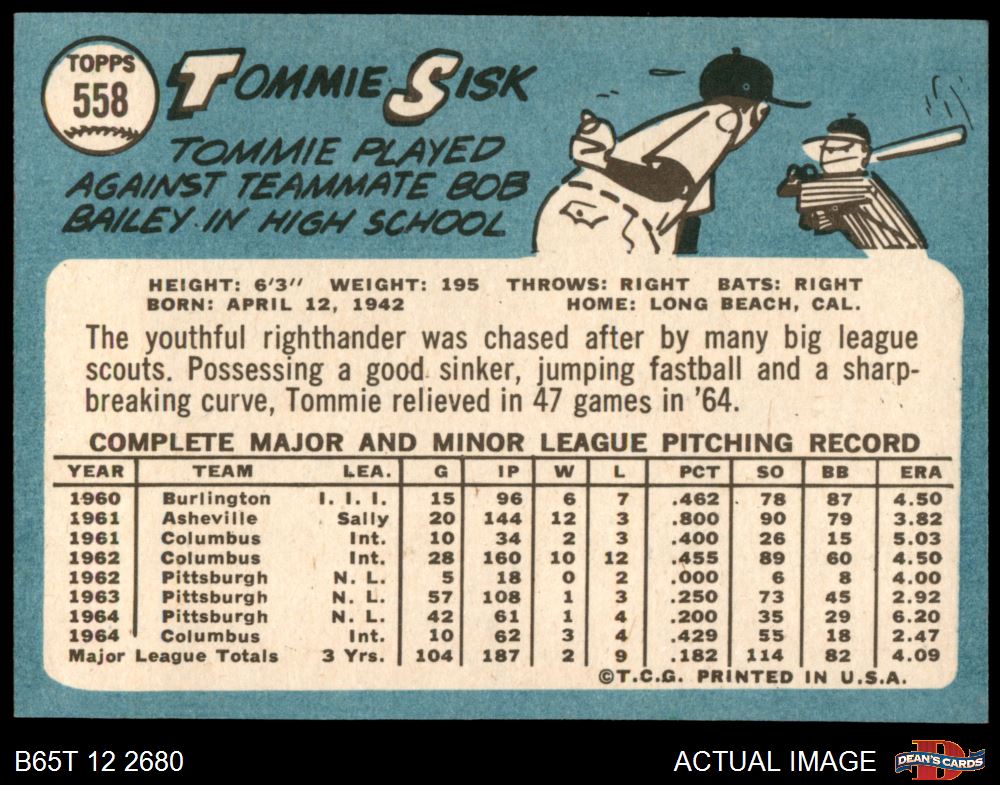 TOPPS
558
TOMMIE SISK
TOMMIE PLAYED
AGAINST TEAMMATE BOB
BAILEY IN HIGH SCHOOL
HEIGHT: 6'3" WEIGHT: 195 THROWS: RIGHT BATS: RIGHT
BORN: APRIL 12, 1942 HOME: LONG BEACH, CAL.
The youthful righthander was chased after by many big league
scouts. Possessing a good sinker, jumping fastball and a sharp-
breaking curve, Tommie relieved in 47 games in '64.
COMPLETE MAJOR AND MINOR LEAGUE PITCHING RECORD
YEAR TEAM LEA. G IP W L PCT SO BB ERA
1960 Burlington I. I. I. 15 96 6 7 .462 78 87 4.50
1961 Asheville Sally 20 144 12 3 .800 90 79 3.82
1961 Columbus Int. 10 34 2 3 .400 26 15 5.03
1962 Columbus Int. 28 160 10 12 .455 89 60 4.50
1962 Pittsburgh N. L. 5 18 0 2 .000 6 8 4.00
1963 Pittsburgh N. L. 57 108 1 3 .250 73 45 2.92
1964 Pittsburgh N. L. 42 61 1 4 .200 35 29 6.20
1964 Columbus Int. 10 62 3 4 .429 55 18 2.47
Major League Totals 3 Yrs. 104 187 2 9 .182 114 82 4.09
©T.C.G. PRINTED IN U.S.A.
B65T 12 2680
ACTUAL IMAGE
D
DEAN'S CARDS